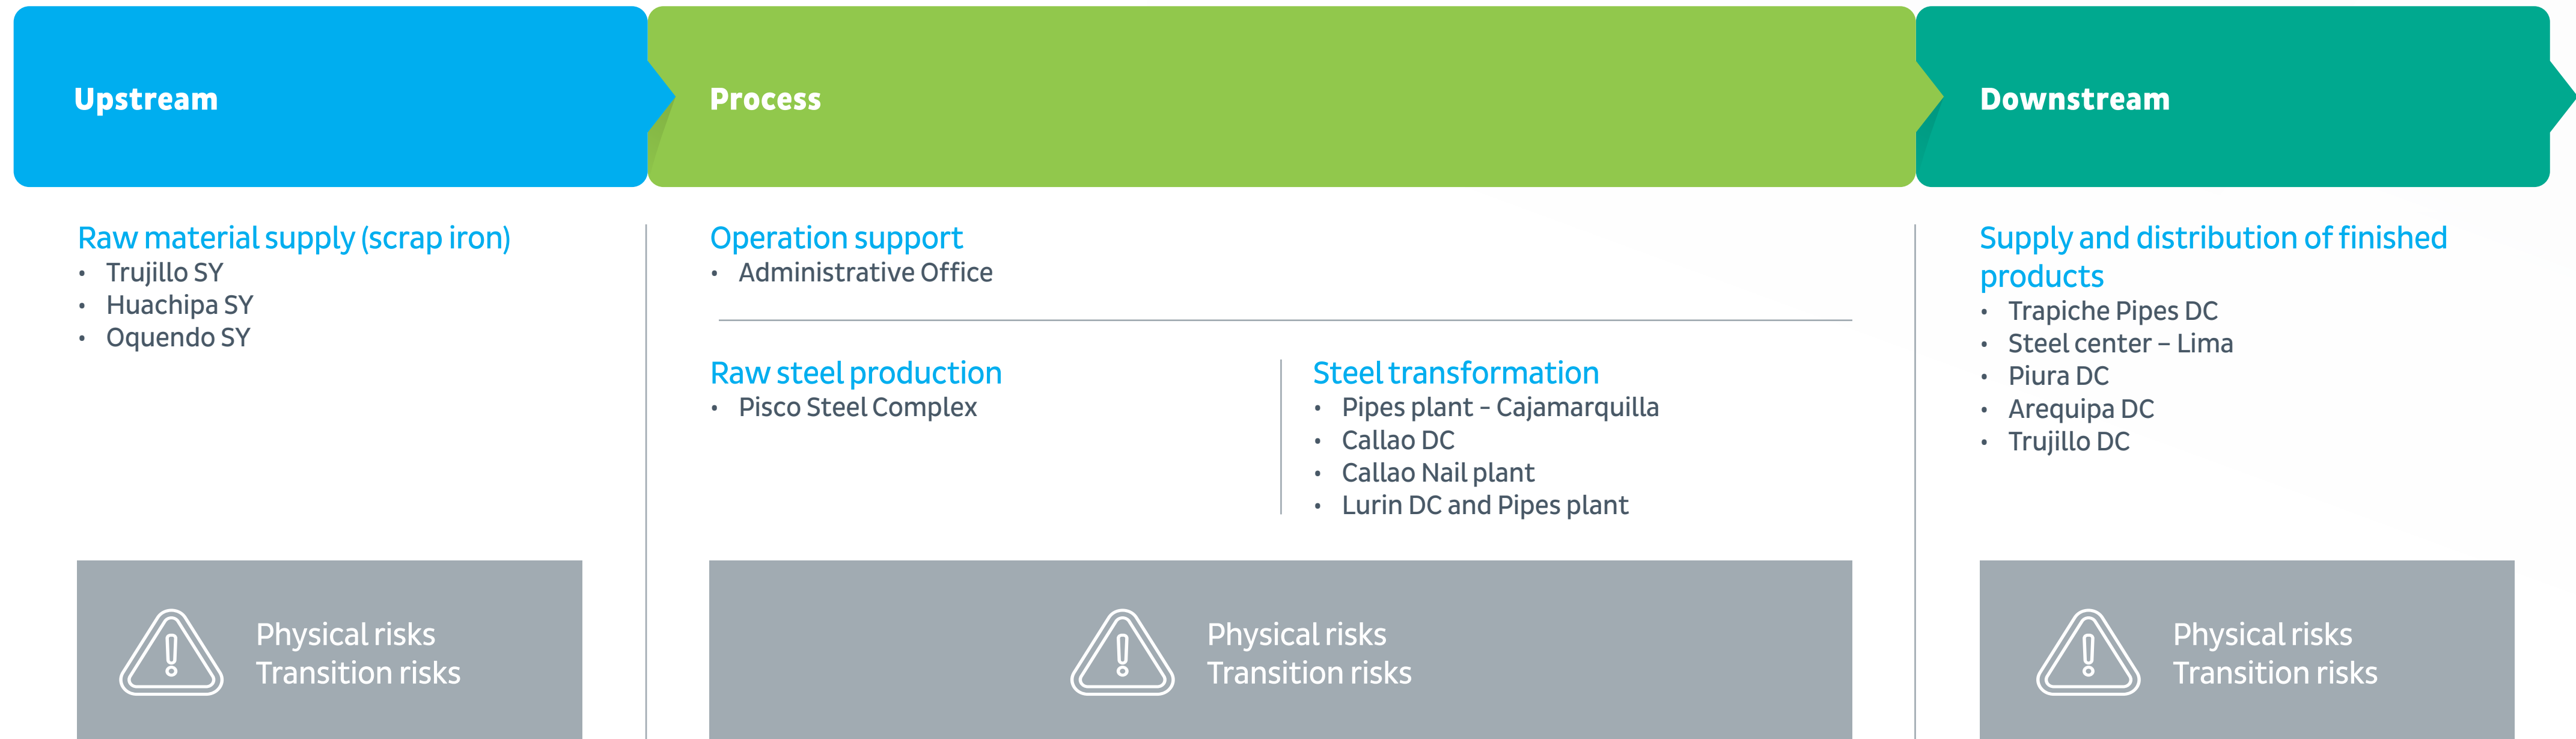 Upstream
Process
Downstream
Raw material supply (scrap iron)
• Trujillo SY
• Huachipa SY
• Oquendo SY
Operation support
• Administrative Office
Raw steel production
• Pisco Steel Complex
Steel transformation
• Pipes plant - Cajamarquilla
• Callao DC
• Callao Nail plant
• Lurin DC and Pipes plant
Supply and distribution of finished
products
• Trapiche Pipes DC
• Steel center – Lima
• Piura DC
• Arequipa DC
• Trujillo DC
Physical risks
Transition risks
Physical risks
Transition risks
Physical risks
Transition risks